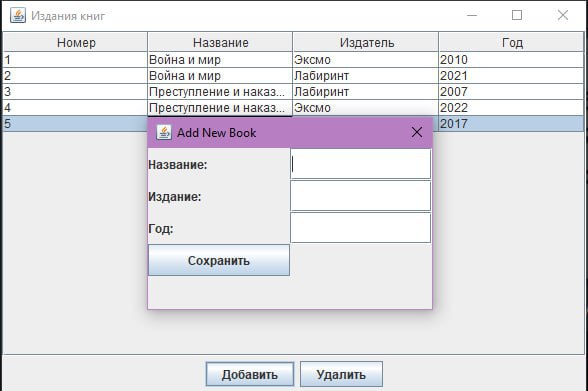 Издания книг
Номер Название Издатель Год
1 Война и мир Эксмо 2010
2 Война и мир Лабиринт 2021
3 Преступление и наказ... Лабиринт 2007
4 Преступление и наказ... Эксмо 2022
5 2017
Add New Book
Название:
Издание:
Год:
Сохранить
Добавить Удалить